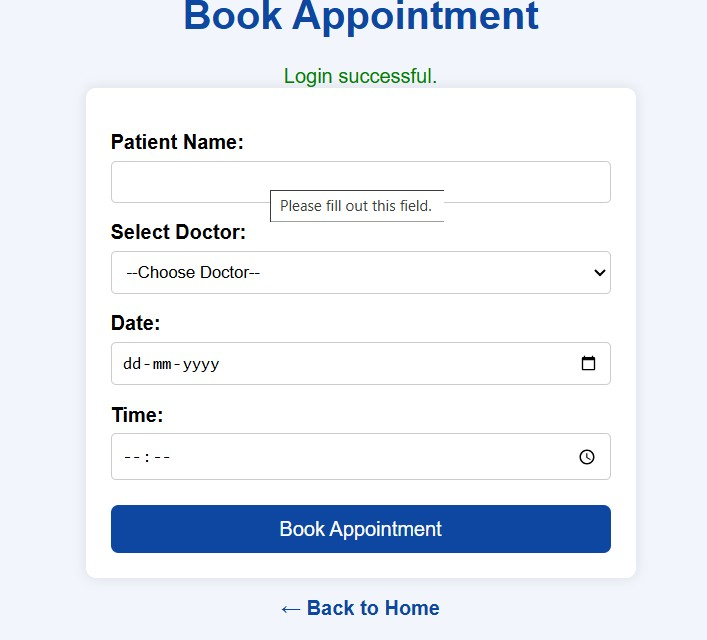 Book Appointment
Login successful.
Patient Name:
Please fill out this field.
Select Doctor:
--Choose Doctor--
Date:
dd-mm-yyyy
Time:
--:--
Book Appointment
← Back to Home